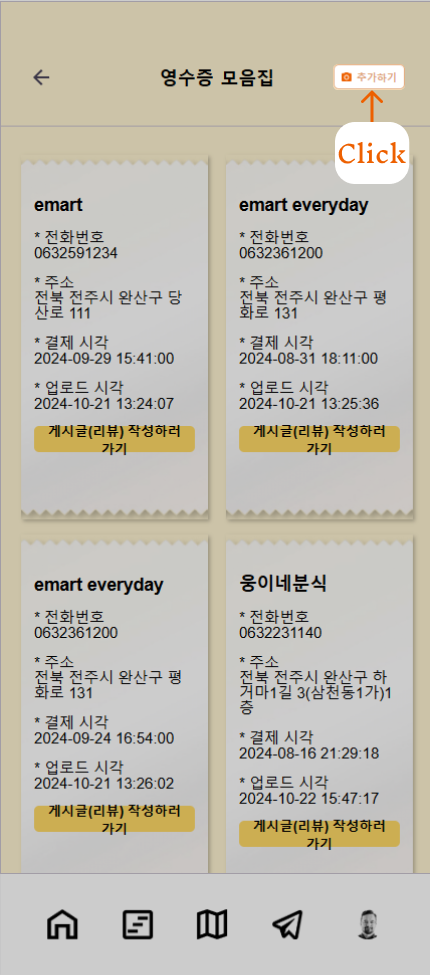 영수증 모음집
추가하기
Click
emart
* 전화번호
0632591234
* 주소
전북 전주시 완산구 당
산로 111
* 결제 시각
2024-09-29 15:41:00
* 업로드 시각
2024-10-21 13:24:07
게시글(리뷰) 작성하러
가기
emart everyday
* 전화번호
0632361200
* 주소
전북 전주시 완산구 평
화로 131
* 결제 시각
2024-08-31 18:11:00
* 업로드 시각
2024-10-21 13:25:36
게시글(리뷰) 작성하러
가기
emart everyday
* 전화번호
0632361200
* 주소
전북 전주시 완산구 평
화로 131
* 결제 시각
2024-09-24 16:54:00
* 업로드 시각
2024-10-21 13:26:02
게시글(리뷰) 작성하러
가기
웅이네분식
* 전화번호
0632231140
* 주소
전북 전주시 완산구 하
거마1길 3(삼천동1가)1
층
* 결제 시각
2024-08-16 21:29:18
* 업로드 시각
2024-10-22 15:47:17
게시글(리뷰) 작성하러
가기